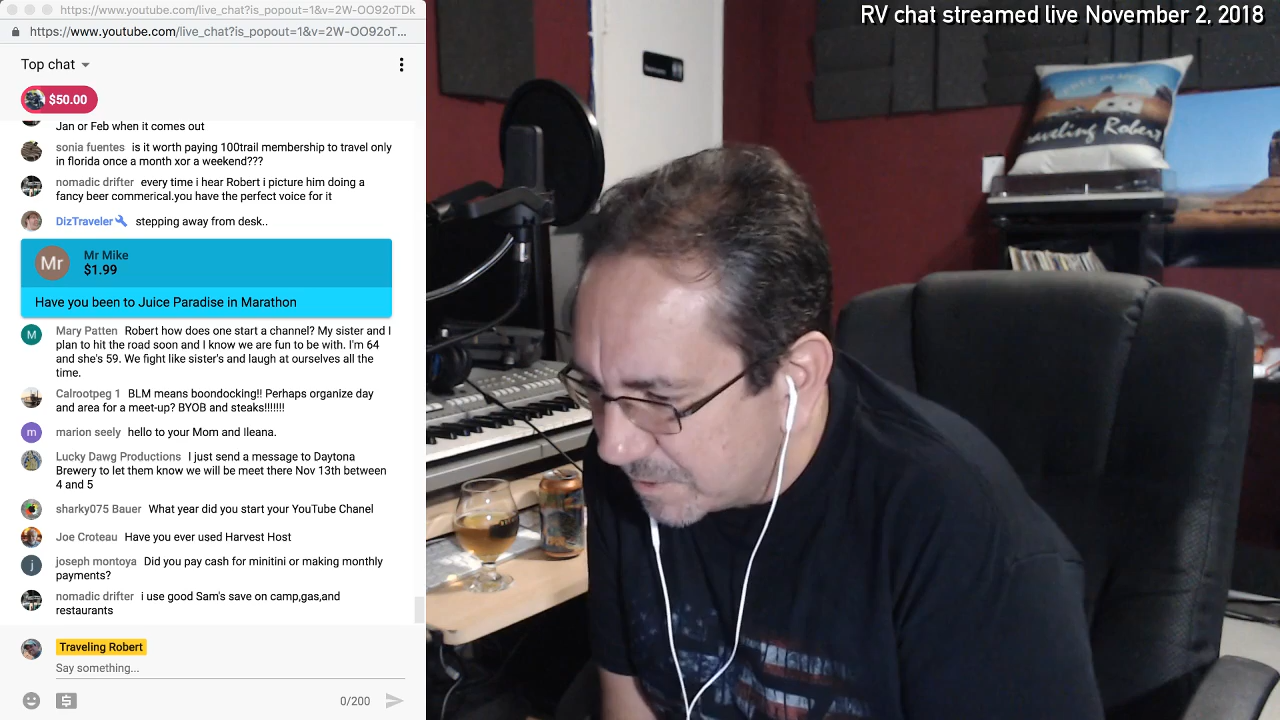 https://www.youtube.com/live_chat?is_popout=1&v=2W-OO92oTDk
https://www.youtube.com/live_chat?is_popout=1&v=2W-OO92oT...
RV chat streamed live November 2, 2018
Top chat
$50.00
Jan or Feb when it comes out
sonia fuentes is it worth paying 100trail membership to travel only
in florida once a month xor a weekend???
nomadic drifter every time i hear Robert i picture him doing a
fancy beer commerical.you have the perfect voice for it
DizTraveler stepping away from desk..
Mr
Mr Mike
$1.99
Have you been to Juice Paradise in Marathon
M
Mary Patten Robert how does one start a channel? My sister and I
plan to hit the road soon and I know we are fun to be with. I'm 64
and she's 59. We fight like sister's and laugh at ourselves all the
time.
Calrootpeg 1 BLM means boondocking!! Perhaps organize day
and area for a meet-up? BYOB and steaks!!!!!!!
m
marion seely hello to your Mom and Ileana.
Lucky Dawg Productions I just send a message to Daytona
Brewery to let them know we will be meet there Nov 13th between
4 and 5
sharky075 Bauer What year did you start your YouTube Chanel
Joe Croteau Have you ever used Harvest Host
j
joseph montoya Did you pay cash for minitini or making monthly
payments?
nomadic drifter i use good Sam's save on camp,gas,and
restaurants
Traveling Robert
Say something...
0/200
Traveling Robert